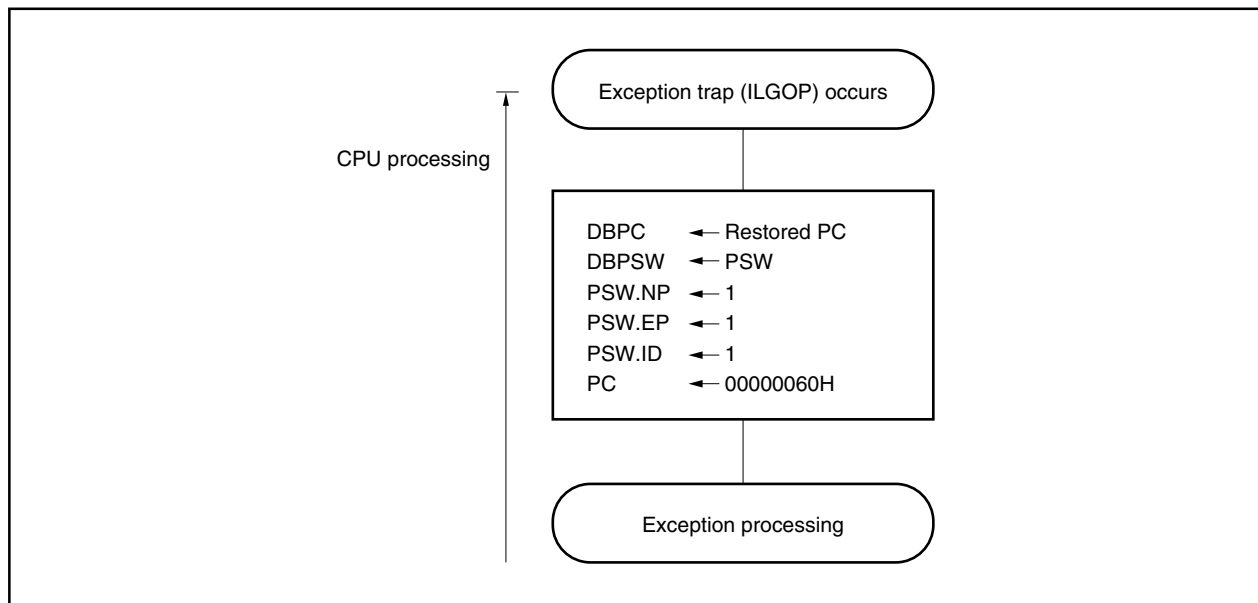 Exception trap (ILGOP) occurs
CPU processing
DBPC ← Restored PC
DBPSW ← PSW
PSW.NP ← 1
PSW.EP ← 1
PSW.ID ← 1
PC ← 00000060H
Exception processing